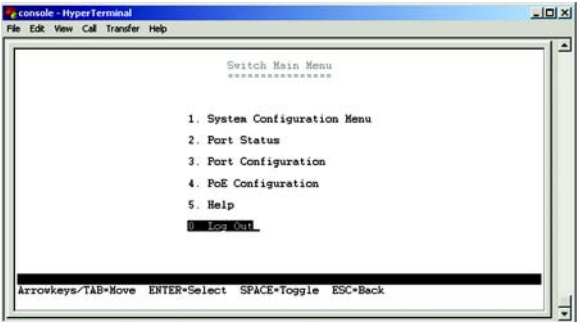 console - HyperTerminal
File Edit View Call Transfer Help
Switch Main Menu
================
1. System Configuration Menu
2. Port Status
3. Port Configuration
4. PoE Configuration
5. Help
0. Log Out
Arrowkeys/TAB=Move ENTER=Select SPACE=Toggle ESC=Back